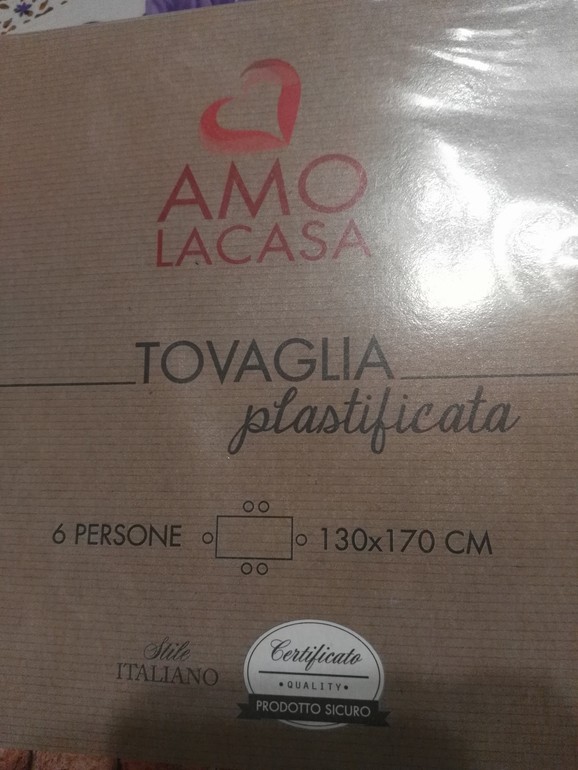 AMO
LACASA
TOVAGLIA
plastificata
6 PERSONE
130x170 CM
Stile
ITALIANO
Certificato
• QUALITY •
PRODOTTO SICURO